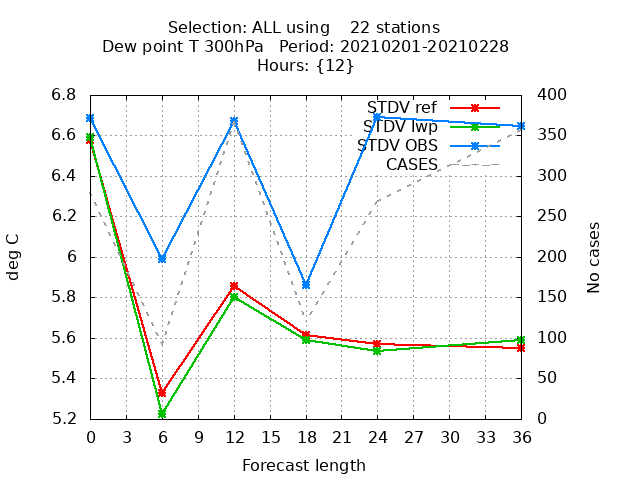 Selection: ALL using    22 stations
Dew point T 300hPa   Period: 20210201-20210228
Hours: {12}
6.8
6.6
6.4
6.2
6
5.8
5.6
5.4
5.2
400
350
300
250
200
150
100
50
0
STDV ref
STDV lwp
STDV OBS
CASES
deg C
No cases
0 3 6 9 12 15 18 21 24 27 30 33 36
Forecast length